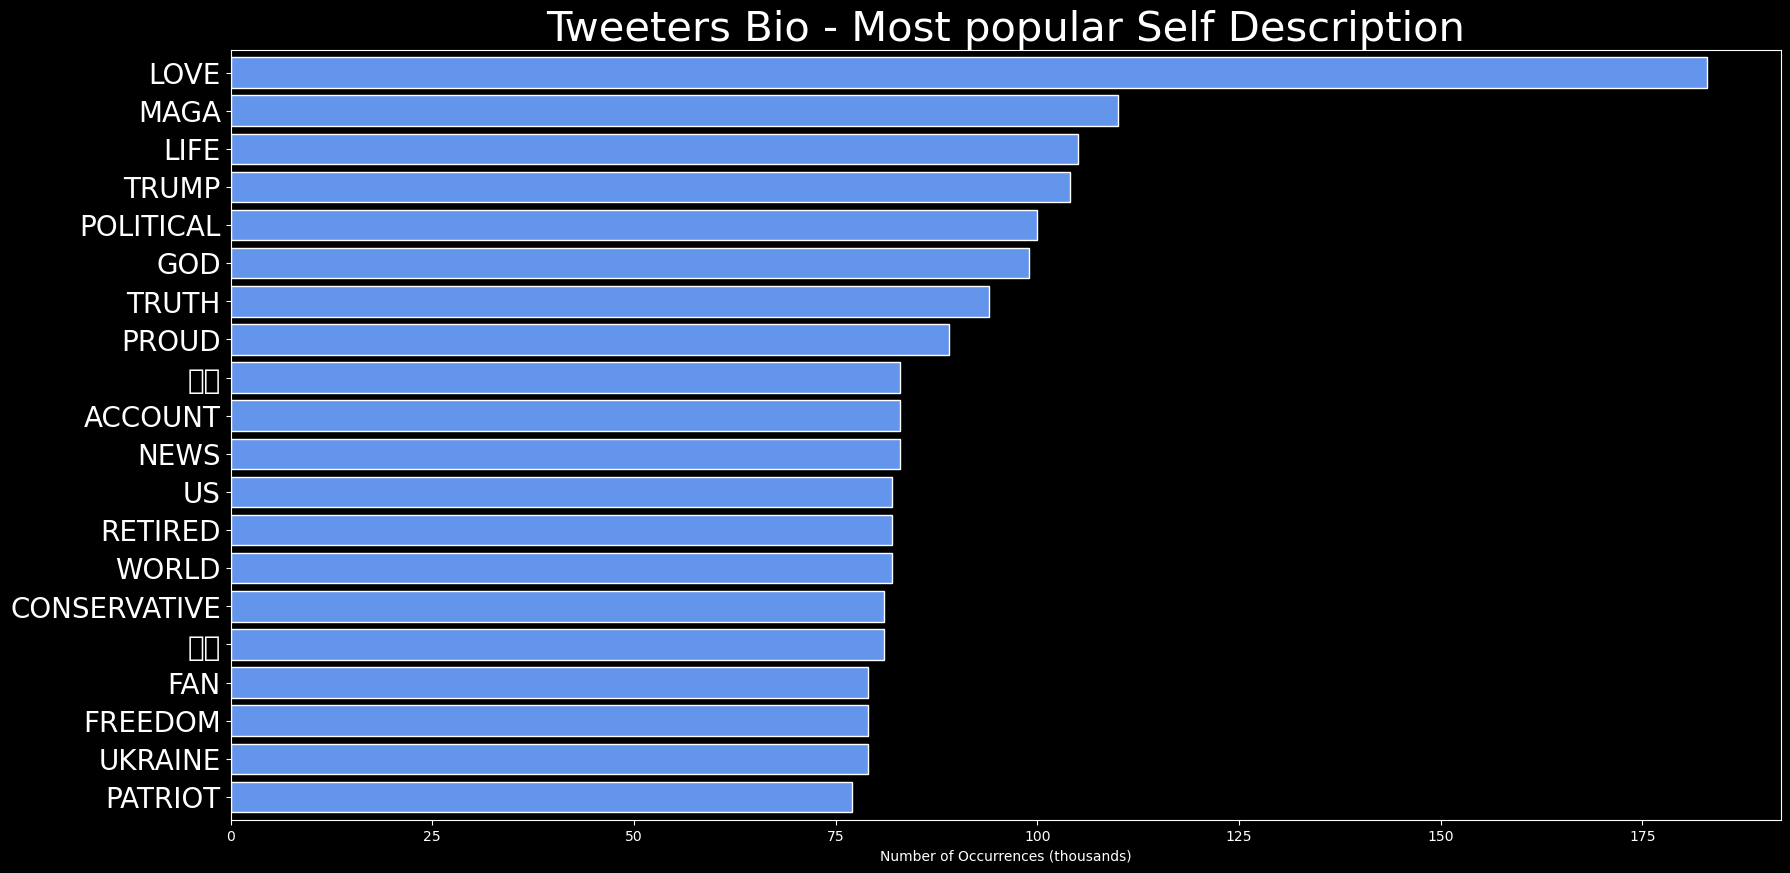 Tweeters Bio - Most popular Self Description
LOVE
MAGA
LIFE
TRUMP
POLITICAL
GOD
TRUTH
PROUD
ACCOUNT
NEWS
US
RETIRED
WORLD
CONSERVATIVE
FAN
FREEDOM
UKRAINE
PATRIOT
0 25 50 75 100 125 150 175
Number of Occurrences (thousands)